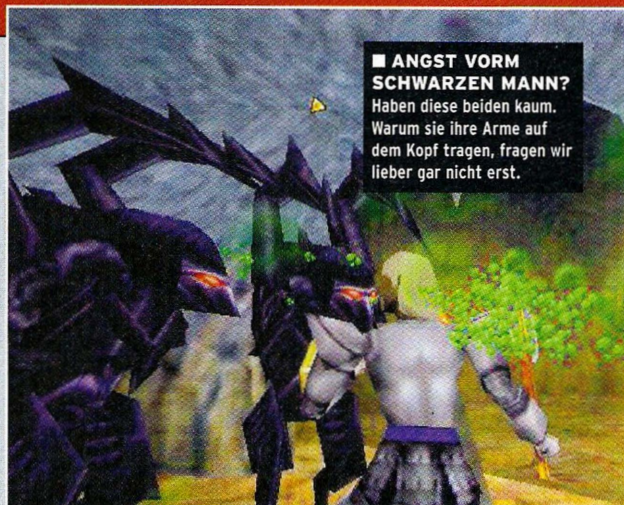 ■ ANGST VORM
SCHWARZEN MANN?
Haben diese beiden kaum.
Warum sie ihre Arme auf
dem Kopf tragen, fragen wir
lieber gar nicht erst.